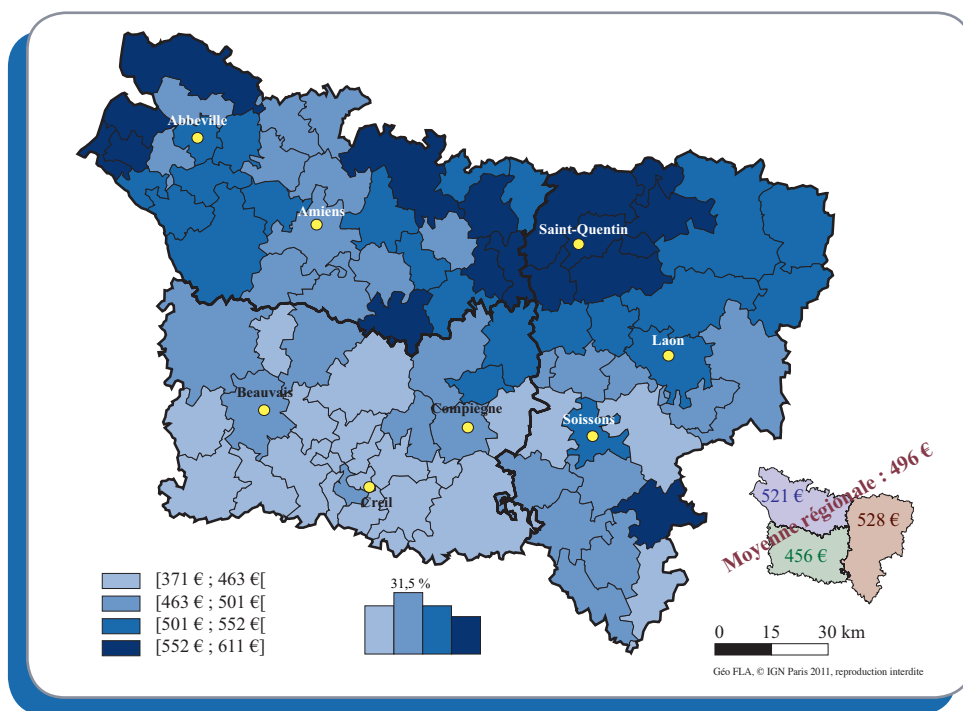 Abbeville
Amiens
Saint-Quentin
Laon
Beauvais
Compiègne
Soissons
Creil
Moyenne régionale : 496 €
521 €
528 €
456 €
[371 € ; 463 €[
[463 € ; 501 €[
[501 € ; 552 €[
[552 € ; 611 €]
31,5 %
0 15 30 km
Géo FLA, © IGN Paris 2011, reproduction interdite